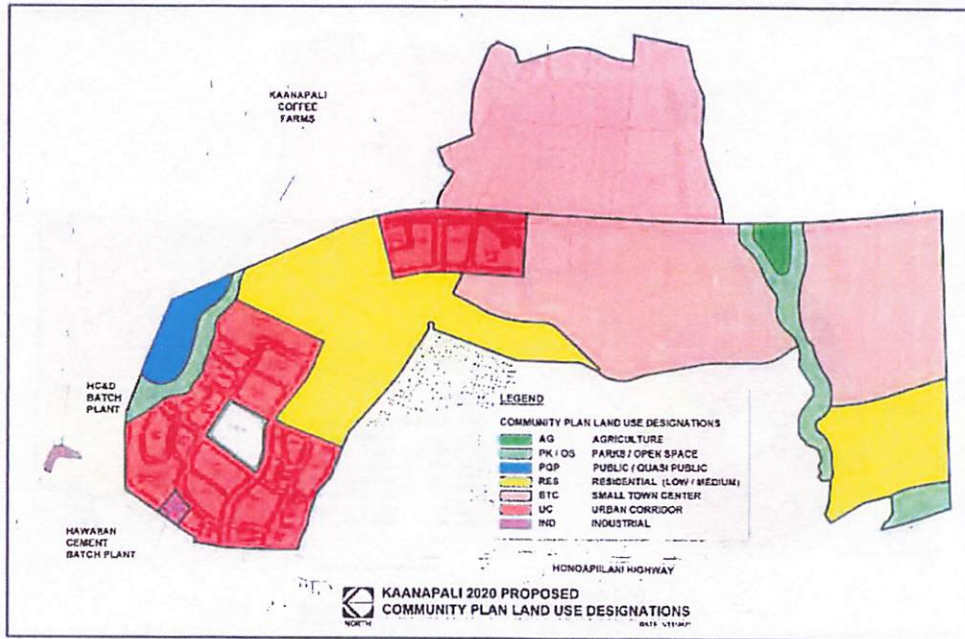 KAANAPALI
COFFEE
FARMS
HC&D
BATCH
PLANT
HAWAIIAN
CEMENT
BATCH PLANT
LEGEND
COMMUNITY PLAN LAND USE DESIGNATIONS
AG AGRICULTURE
PK / OS PARKS / OPEN SPACE
PQP PUBLIC / QUASI PUBLIC
RES RESIDENTIAL (LOW / MEDIUM)
STC SMALL TOWN CENTER
UC URBAN CORRIDOR
IND INDUSTRIAL
HONOAPIILANI HIGHWAY
NORTH
KAANAPALI 2020 PROPOSED
COMMUNITY PLAN LAND USE DESIGNATIONS
DATE